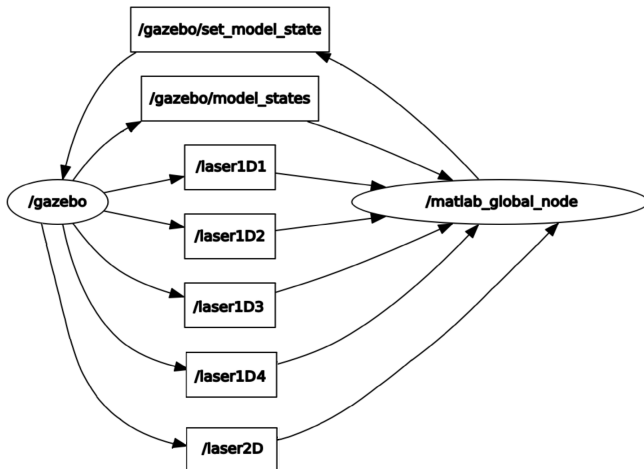 /gazebo/set_model_state
/gazebo/model_states
/laser1D1
/gazebo
/matlab_global_node
/laser1D2
/laser1D3
/laser1D4
/laser2D